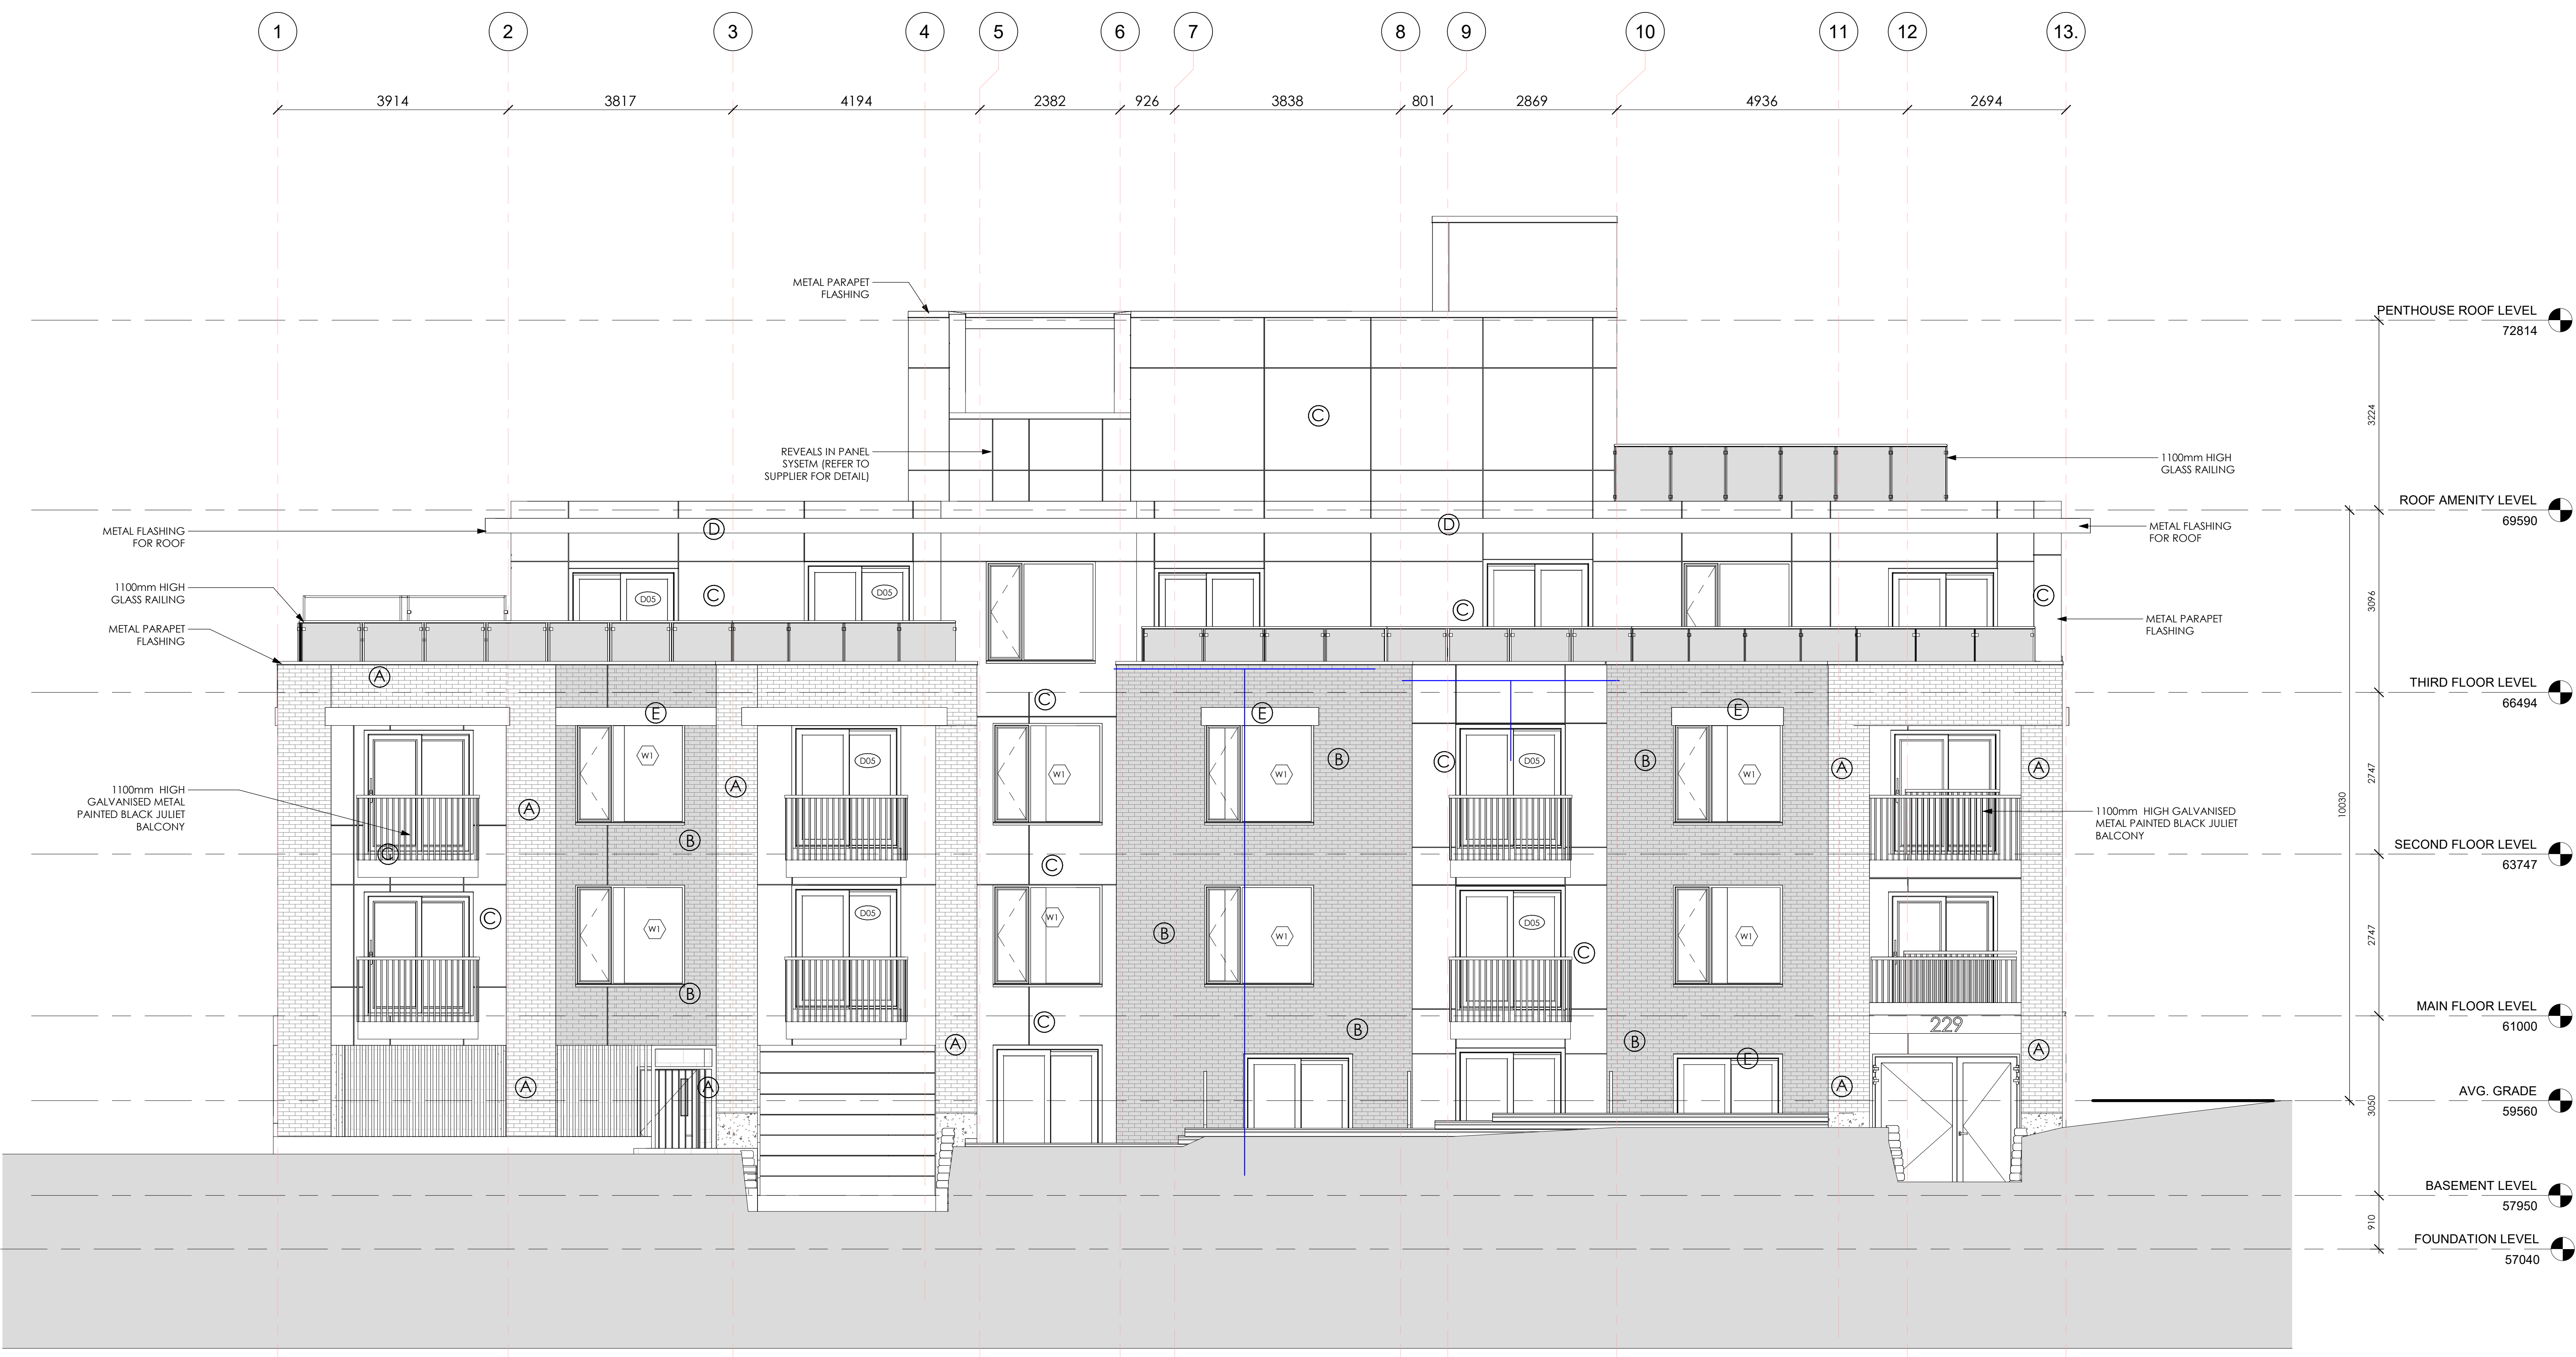 1 2 3 4 5 6 7 8 9 10 11 12 13.
3914 3817 4194 2382 926 3838 801 2869 4936 2694
METAL PARAPET
FLASHING
PENTHOUSE ROOF LEVEL
72814
C
3224
REVEALS IN PANEL
SYSETM (REFER TO
SUPPLIER FOR DETAIL)
1100mm HIGH
GLASS RAILING
ROOF AMENITY LEVEL
69590
METAL FLASHING
FOR ROOF
D
D
METAL FLASHING
FOR ROOF
1100mm HIGH
GLASS RAILING
D05
C
D05
C
C
3096
METAL PARAPET
FLASHING
METAL PARAPET
FLASHING
A
THIRD FLOOR LEVEL
66494
C
E
E
E
W1
D05
W1
W1
D05
W1
A
B
C
B
A
A
2747
1100mm HIGH
GALVANISED METAL
PAINTED BLACK JULIET
BALCONY
A
B
10030
1100mm HIGH GALVANISED
METAL PAINTED BLACK JULIET
BALCONY
G
C
SECOND FLOOR LEVEL
63747
C
W1
D05
W1
W1
D05
W1
B
C
2747
B
A
C
B
B
229
A
MAIN FLOOR LEVEL
61000
A
A
E
A
AVG. GRADE
59560
3050
BASEMENT LEVEL
57950
910
FOUNDATION LEVEL
57040